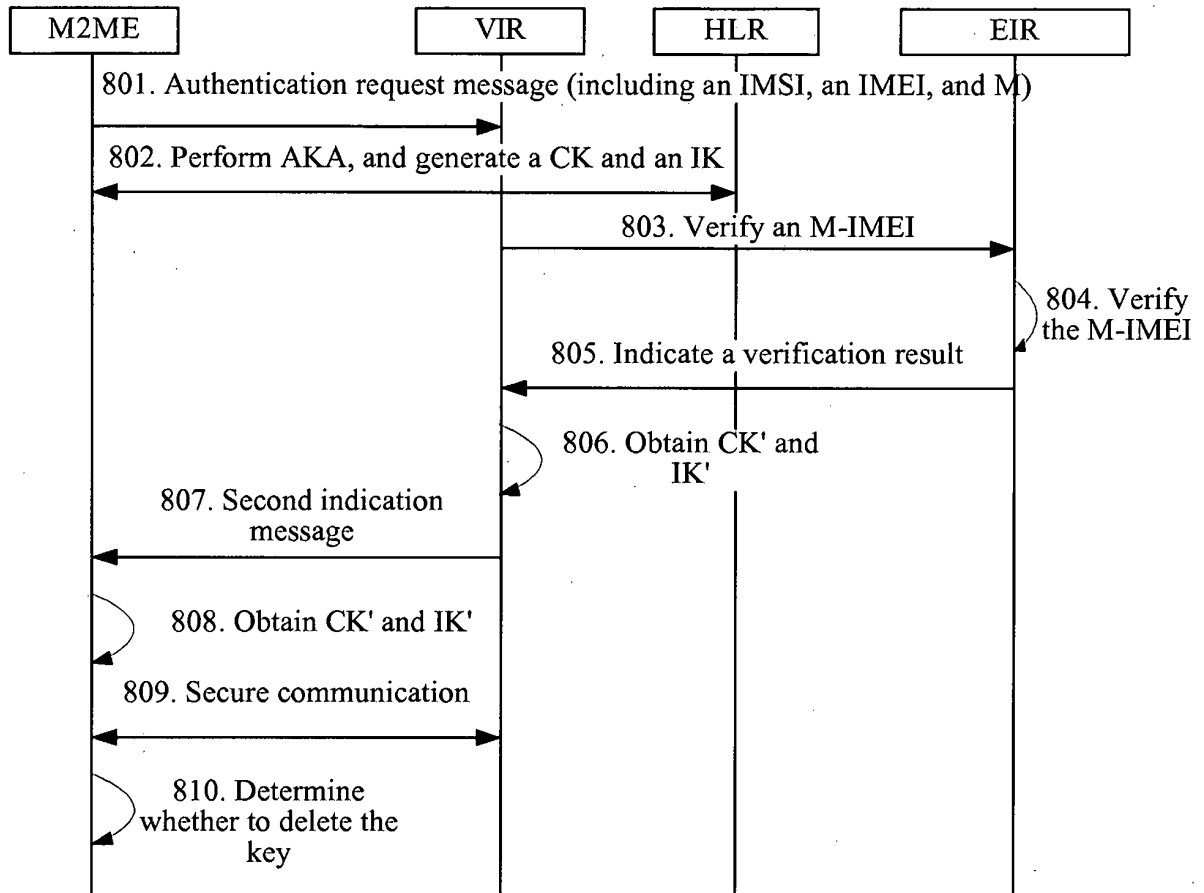 M2ME
VIR
HLR
EIR
801. Authentication request message (including an IMSI, an IMEI, and M)
802. Perform AKA, and generate a CK and an IK
803. Verify an M-IMEI
804. Verify
the M-IMEI
805. Indicate a verification result
806. Obtain CK' and
IK'
807. Second indication
message
808. Obtain CK' and IK'
809. Secure communication
810. Determine
whether to delete the
key